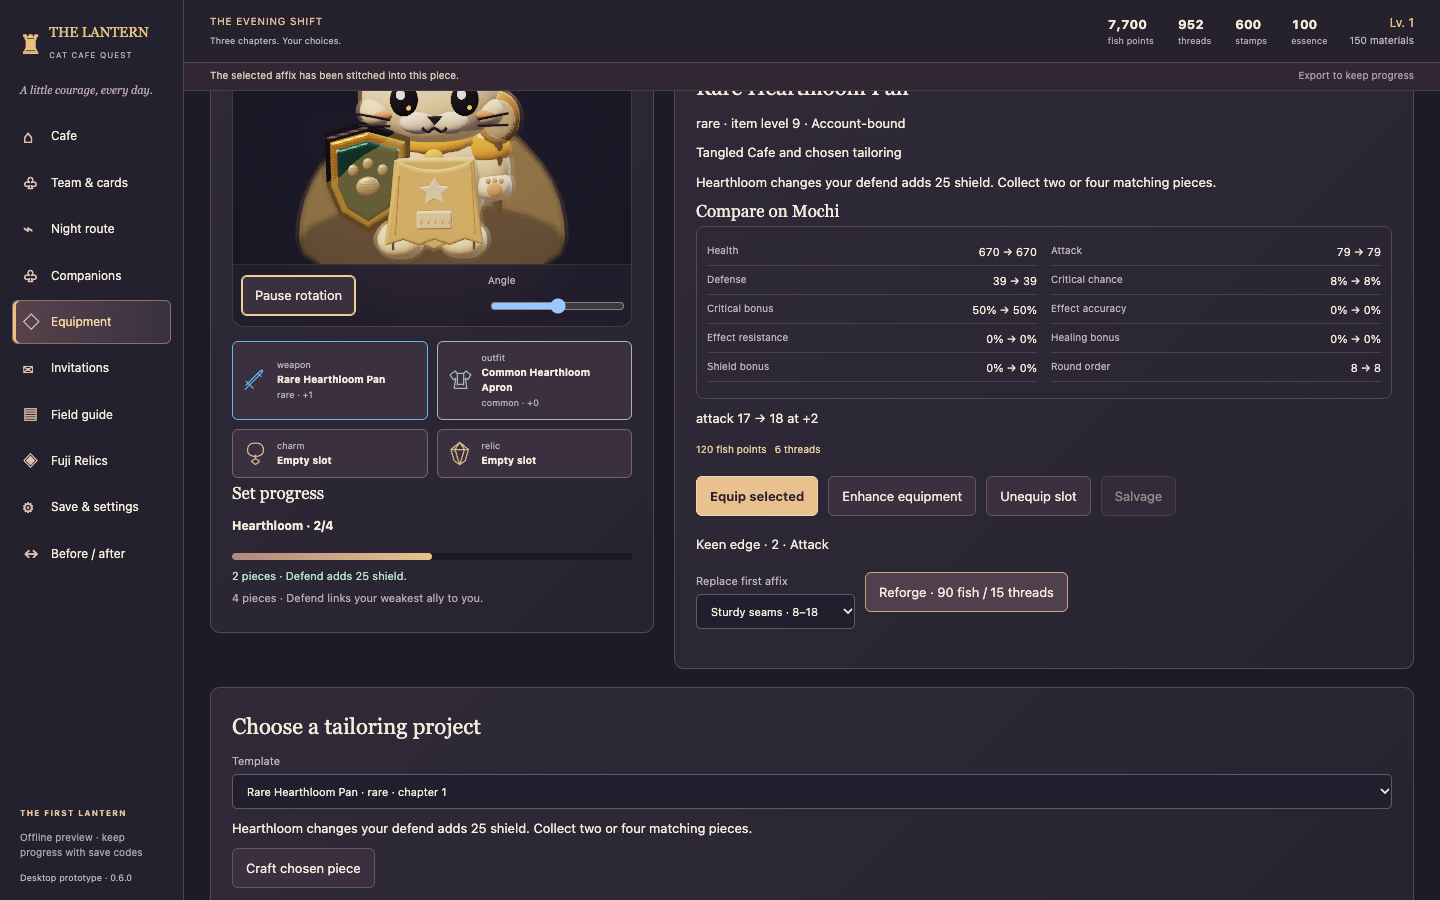 THE LANTERN
CAT CAFE QUEST
A little courage, every day.
Cafe
Team & cards
Night route
Companions
Equipment
Invitations
Field guide
Fuji Relics
Save & settings
Before / after
THE FIRST LANTERN
Offline preview · keep
progress with save codes
Desktop prototype · 0.6.0
THE EVENING SHIFT
Three chapters. Your choices.
7,700
fish points
952
threads
600
stamps
100
essence
Lv. 1
150 materials
The selected affix has been stitched into this piece.
Export to keep progress
Pause rotation
Angle
weapon
Rare Hearthloom Pan
rare · +1
outfit
Common Hearthloom
Apron
common · +0
charm
Empty slot
relic
Empty slot
Set progress
Hearthloom · 2/4
2 pieces · Defend adds 25 shield.
4 pieces · Defend links your weakest ally to you.
Rare Hearthloom Pan
rare · item level 9 · Account-bound
Tangled Cafe and chosen tailoring
Hearthloom changes your defend adds 25 shield. Collect two or four matching pieces.
Compare on Mochi
Health 670 → 670
Attack 79 → 79
Defense 39 → 39
Critical chance 8% → 8%
Critical bonus 50% → 50%
Effect accuracy 0% → 0%
Effect resistance 0% → 0%
Healing bonus 0% → 0%
Shield bonus 0% → 0%
Round order 8 → 8
attack 17 → 18 at +2
120 fish points 6 threads
Equip selected
Enhance equipment
Unequip slot
Salvage
Keen edge · 2 · Attack
Replace first affix
Sturdy seams · 8–18
Reforge · 90 fish / 15 threads
Choose a tailoring project
Template
Rare Hearthloom Pan · rare · chapter 1
Hearthloom changes your defend adds 25 shield. Collect two or four matching pieces.
Craft chosen piece